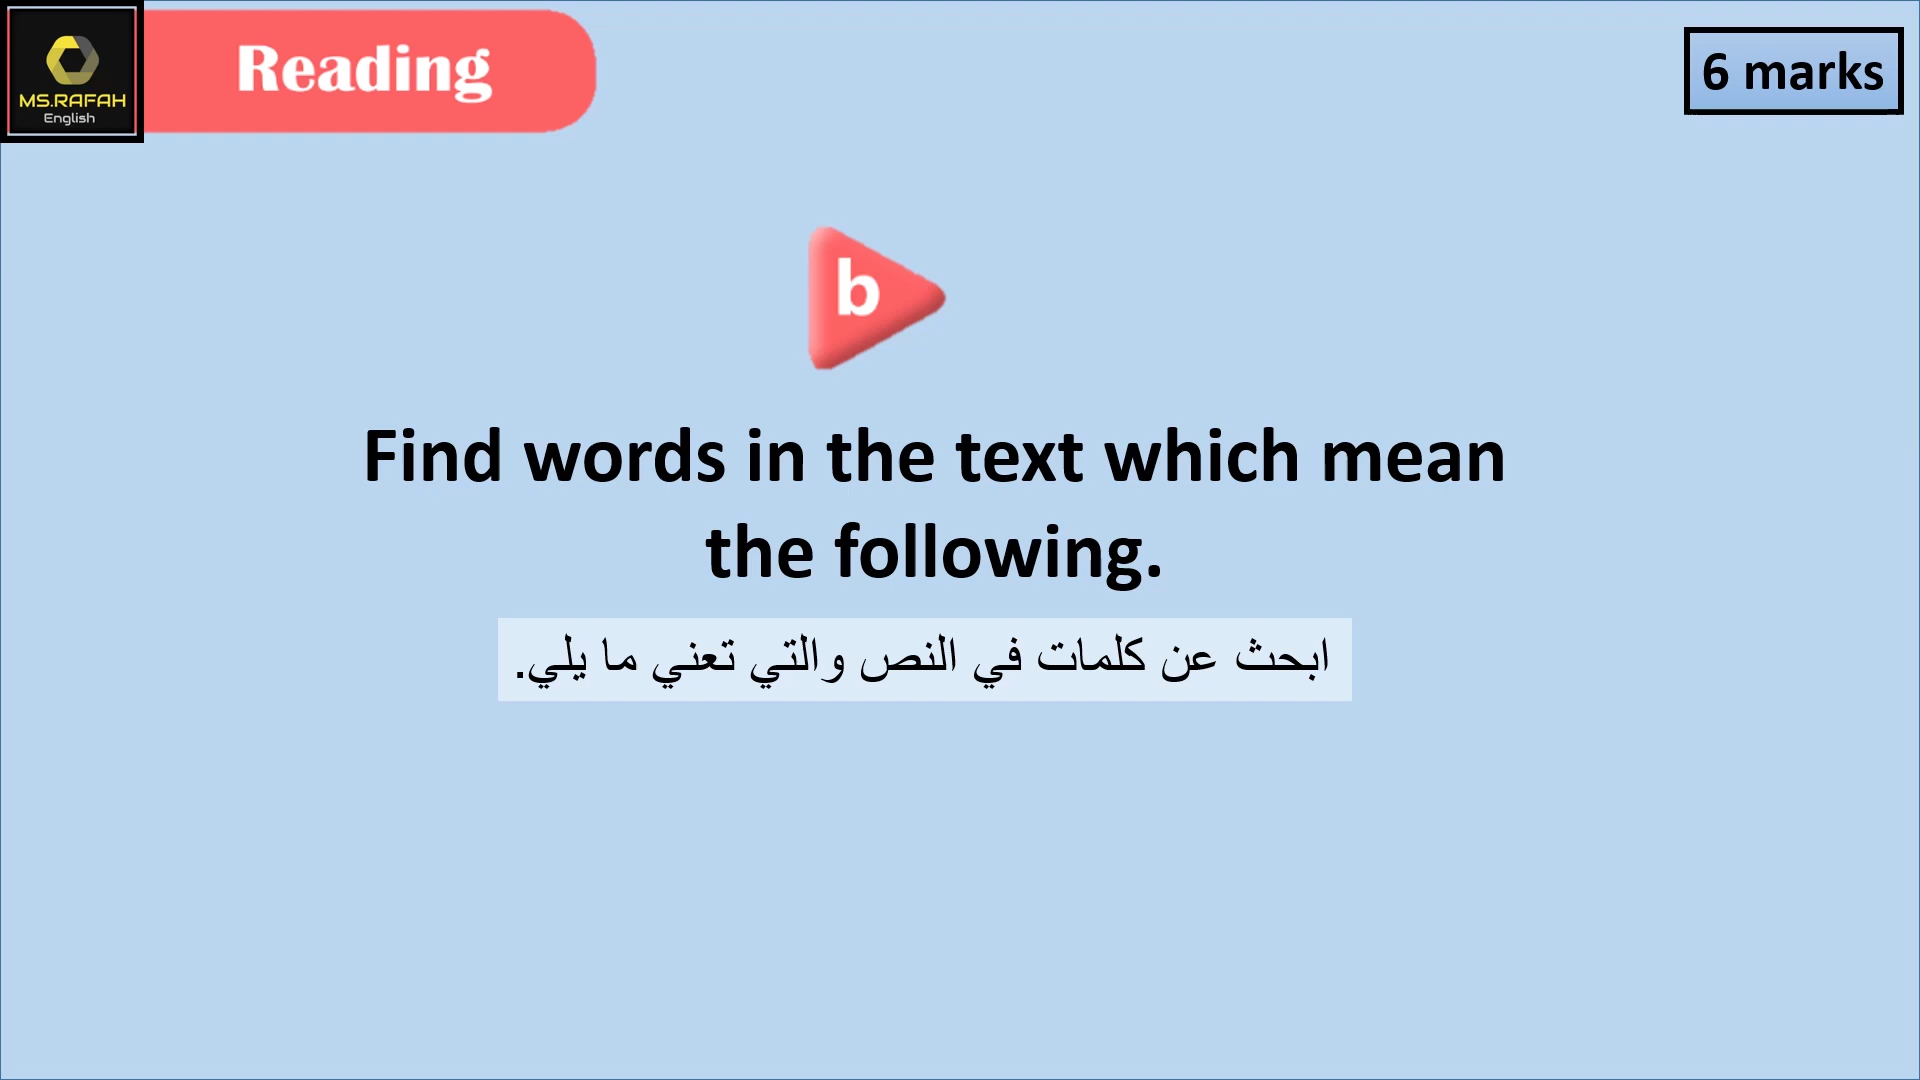 MS.RAFAH
English
Reading
6 marks
b
Find words in the text which mean
the following.
ابحث عن كلمات في النص والتي تعني ما يلي.